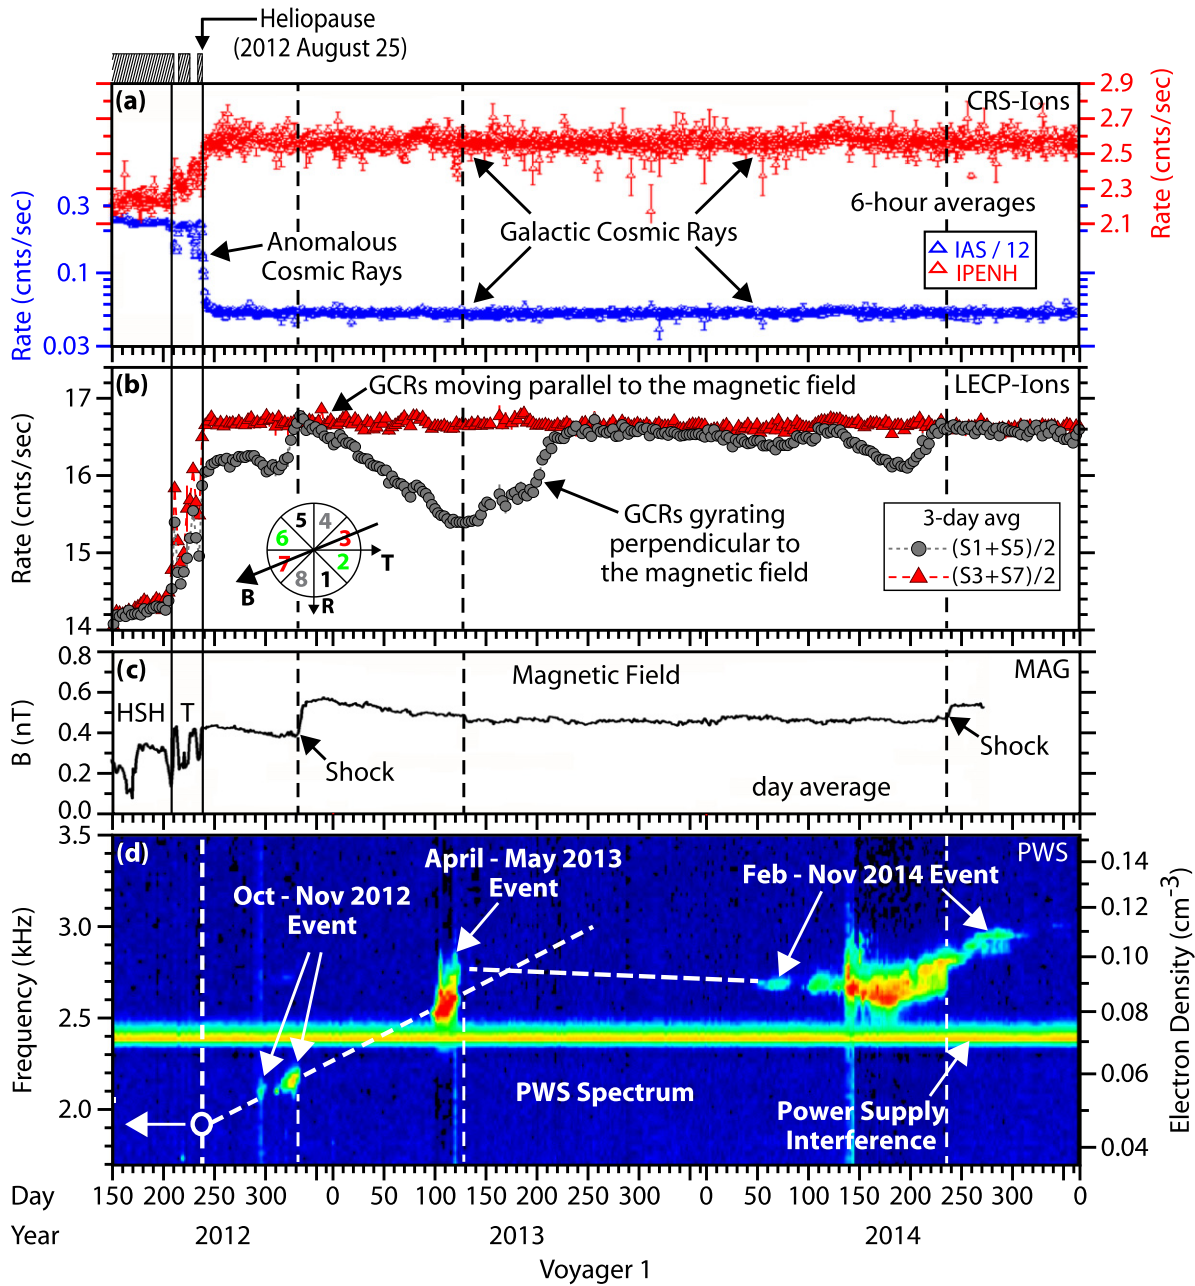 Heliopause
(2012 August 25)
(a)
CRS-Ions
2.9
2.7
2.5
2.3
2.1
Rate (cnts/sec)
0.3
0.1
0.03
Rate (cnts/sec)
6-hour averages
Galactic Cosmic Rays
Anomalous
Cosmic Rays
IAS / 12
IPENH
(b)
GCRs moving parallel to the magnetic field
LECP-Ions
17
16
15
14
Rate (cnts/sec)
5 4
6 3
7 2
8 1
T
B
R
GCRs gyrating
perpendicular to
the magnetic field
3-day avg
(S1+S5)/2
(S3+S7)/2
(c)
Magnetic Field
MAG
0.8
0.6
0.4
0.2
0.0
B (nT)
HSH T
Shock
Shock
day average
(d)
PWS
3.5
3.0
2.5
2.0
Frequency (kHz)
April - May 2013
Event
Feb - Nov 2014 Event
Oct - Nov 2012
Event
0.14
0.12
0.10
0.08
0.06
0.04
Electron Density (cm-3)
PWS Spectrum
Power Supply
Interference
Day 150 200 250 300 0 50 100 150 200 250 300 0 50 100 150 200 250 300 0
Year 2012 2013 2014
Voyager 1